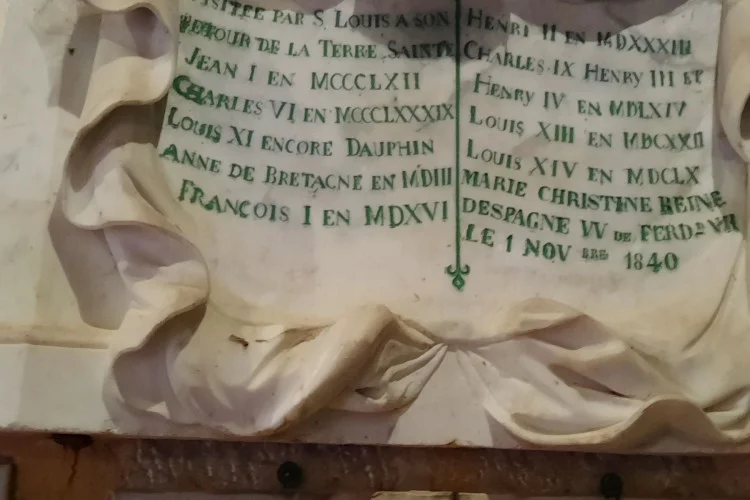 VISITÉE PAR S. LOUIS A SON
RETOUR DE LA TERRE SAINTE
JEAN I EN MCCCLXII
CHARLES VI EN MCCCLXXXIX
LOUIS XI ENCORE DAUPHIN
ANNE DE BRETAGNE EN MDIII
FRANÇOIS I EN MDXVI
HENRI II EN MDXXXIII
CHARLES IX HENRY III ET
HENRY IV EN MDLXIV
LOUIS XIII EN MDCXXII
LOUIS XIV EN MDCLX
MARIE CHRISTINE REINE
DESPAGNE VV DE FERD. VII
LE 1 NOV BRE 1840